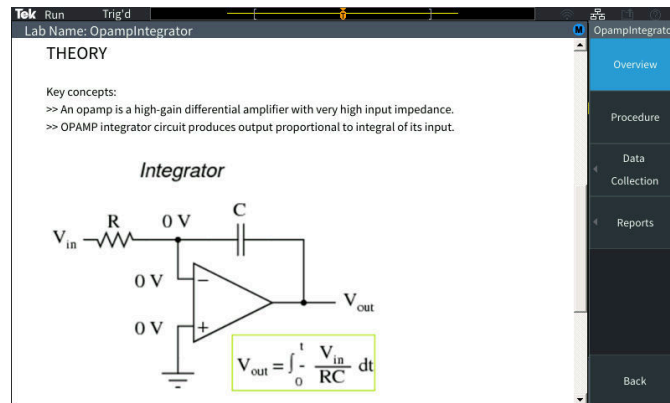 Tek Run Trig'd
Lab Name: OpampIntegrator
M
OpampIntegrato
THEORY
Overview
Key concepts:
>> An opamp is a high-gain differential amplifier with very high input impedance.
>> OPAMP integrator circuit produces output proportional to integral of its input.
Procedure
Data
Collection
Reports
Integrator
R
0 V
C
Vin
0 V
-
0 V
+
Vout
Vout = ∫0t - Vin/RC dt
Back